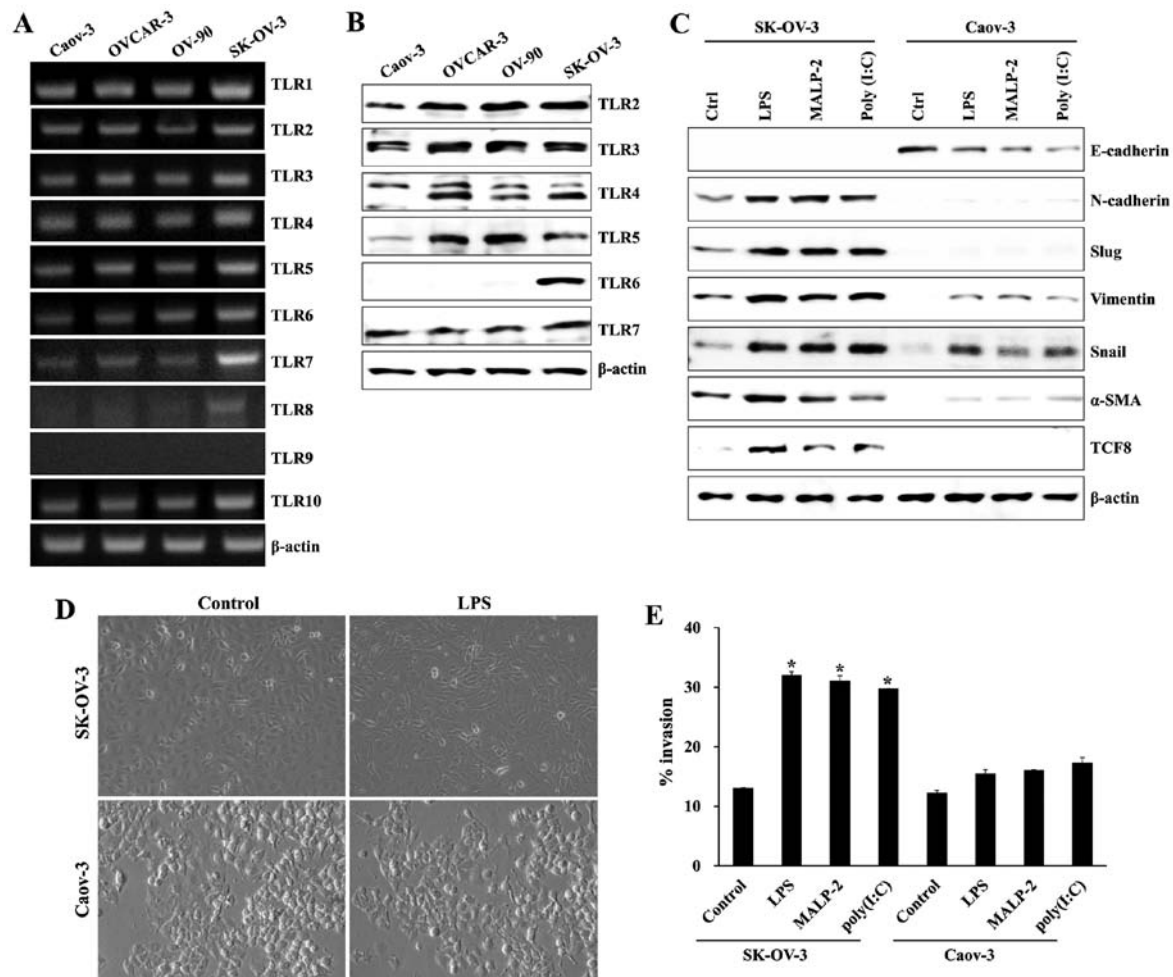 A
Caov-3 OVCAR-3 OV-90 SK-OV-3
TLR1
TLR2
TLR3
TLR4
TLR5
TLR6
TLR7
TLR8
TLR9
TLR10
β-actin
B
Caov-3 OVCAR-3 OV-90 SK-OV-3
TLR2
TLR3
TLR4
TLR5
TLR6
TLR7
β-actin
C
SK-OV-3 Caov-3
Ctrl LPS MALP-2 Poly (I:C) Ctrl LPS MALP-2 Poly (I:C)
E-cadherin
N-cadherin
Slug
Vimentin
Snail
α-SMA
TCF8
β-actin
D
Control LPS
SK-OV-3
Caov-3
E
% invasion
40
30
20
10
0
* * *
Control LPS MALP-2 poly(I:C) Control LPS MALP-2 poly(I:C)
SK-OV-3 Caov-3